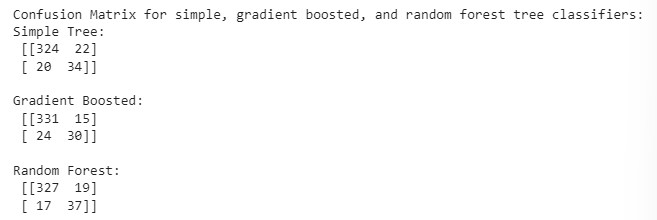 Confusion Matrix for simple, gradient boosted, and random forest tree classifiers:
Simple Tree:
[[324  22]
[ 20  34]]
Gradient Boosted:
[[331  15]
[ 24  30]]
Random Forest:
[[327  19]
[ 17  37]]